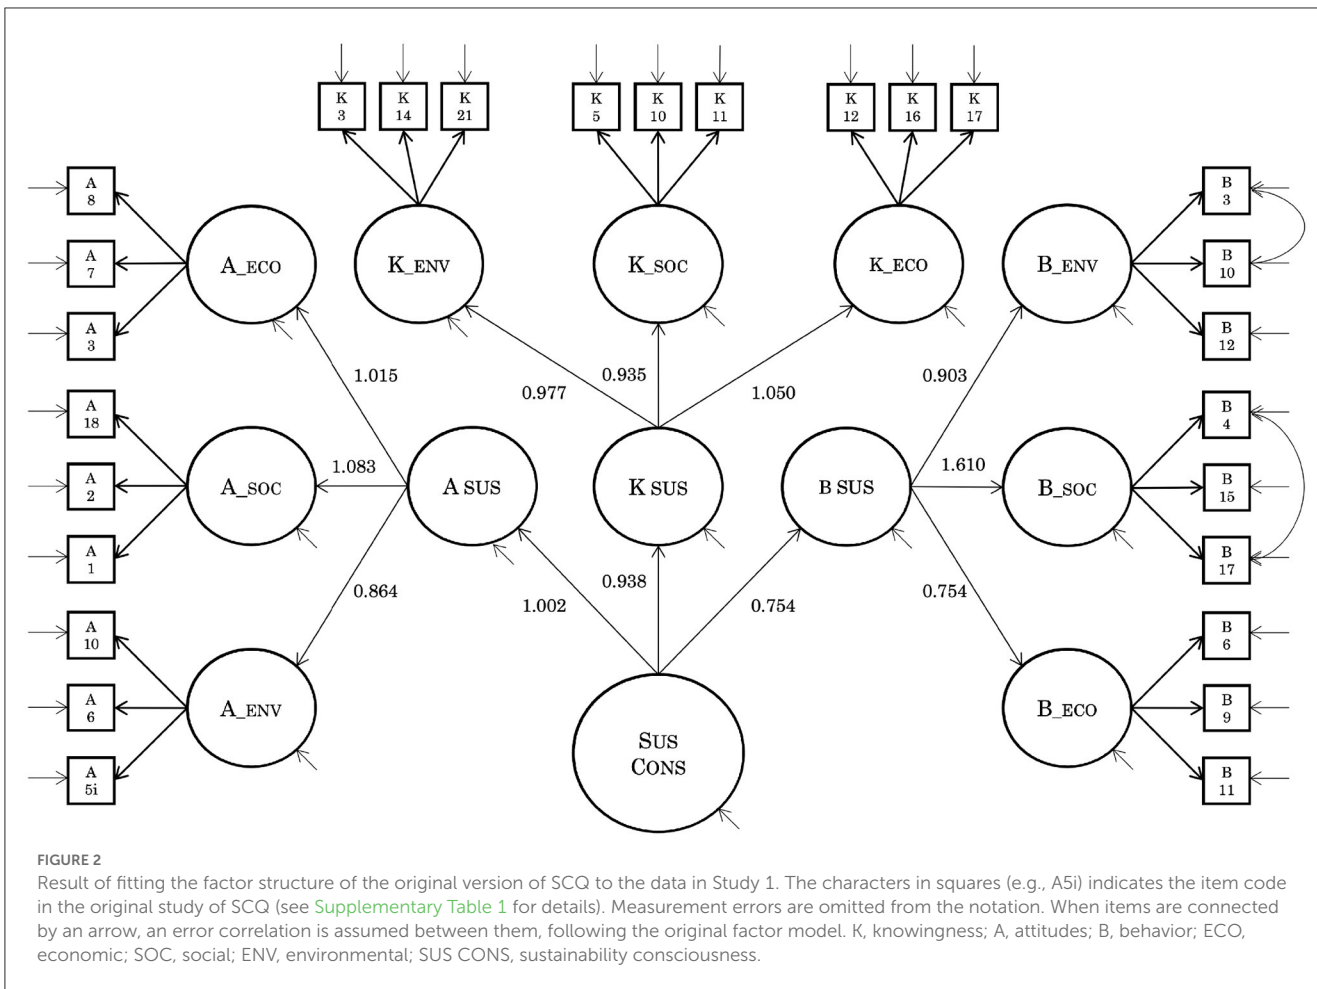 K
3
K
14
K
21
K
5
K
10
K
11
K
12
K
16
K
17
A
8
A
7
A
3
A_ECO
K_ENV
K_SOC
K_ECO
B_ENV
B
3
B
10
B
12
1.015
0.977
0.935
1.050
0.903
A
18
A
2
A
1
A_SOC
1.083
A SUS
K SUS
B SUS
1.610
B_SOC
B
4
B
15
B
17
0.864
1.002
0.938
0.754
0.754
A
10
A
6
A
5i
A_ENV
SUS
CONS
B_ECO
B
6
B
9
B
11
FIGURE 2
Result of fitting the factor structure of the original version of SCQ to the data in Study 1. The characters in squares (e.g., A5i) indicates the item code
in the original study of SCQ (see Supplementary Table 1 for details). Measurement errors are omitted from the notation. When items are connected
by an arrow, an error correlation is assumed between them, following the original factor model. K, knowingness; A, attitudes; B, behavior; ECO,
economic; SOC, social; ENV, environmental; SUS CONS, sustainability consciousness.